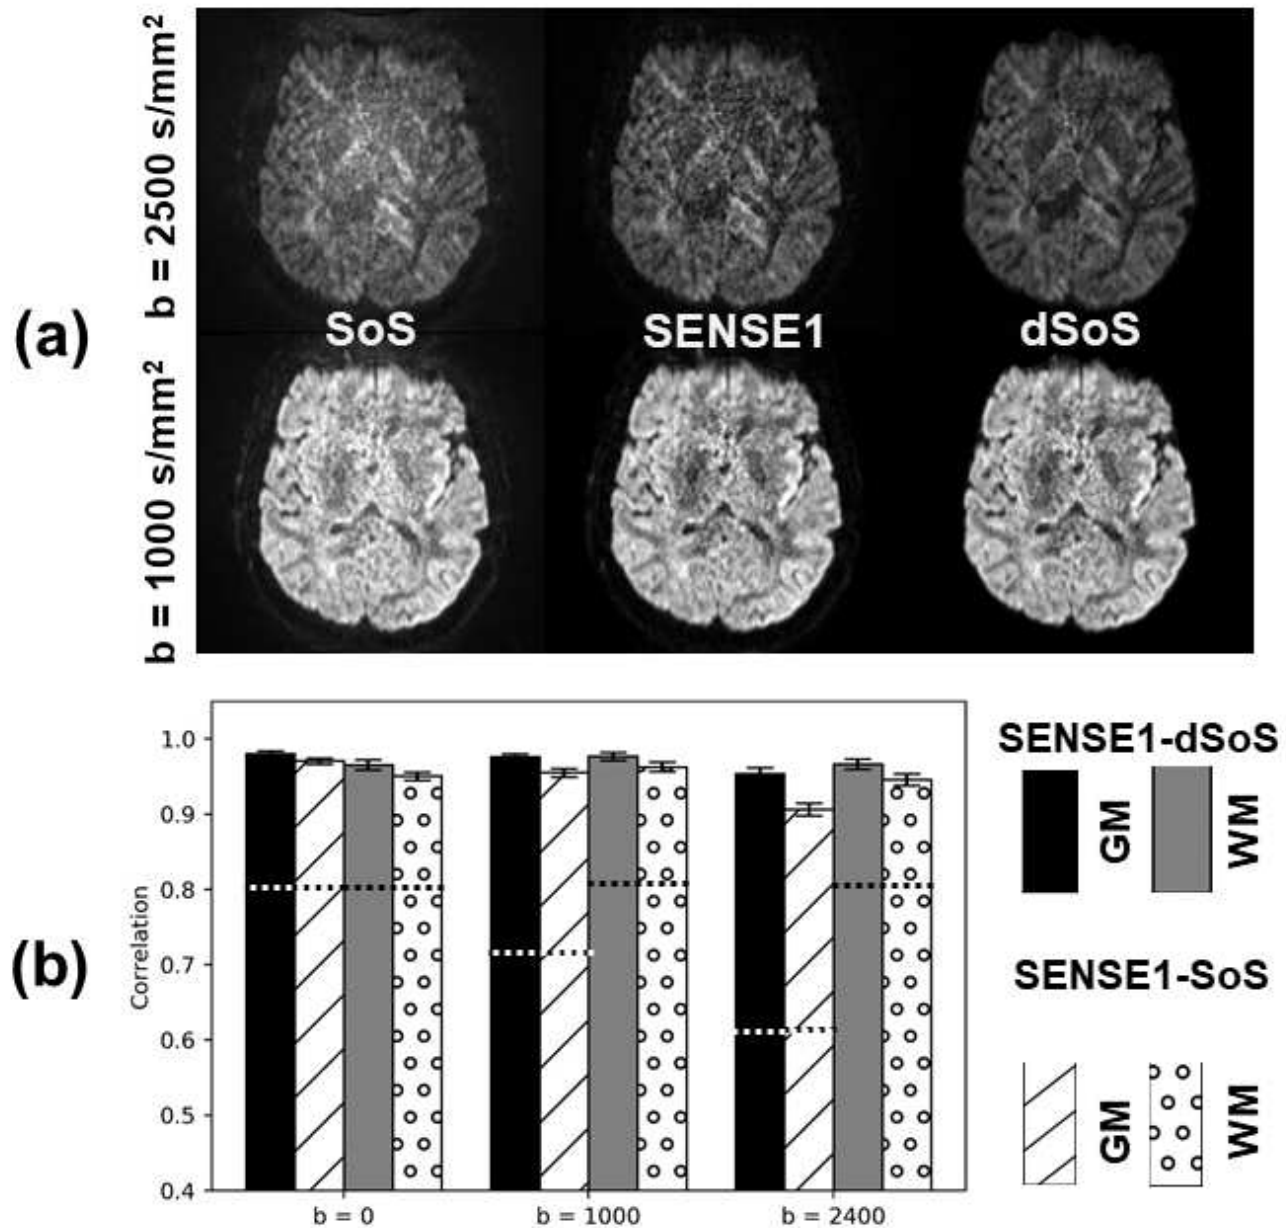 (a)
b = 2500 s/mm²
b = 1000 s/mm²
SoS SENSE1 dSoS
(b)
Correlation
1.0
0.9
0.8
0.7
0.6
0.5
0.4
b = 0 b = 1000 b = 2400
SENSE1-dSoS
GM WM
SENSE1-SoS
GM WM